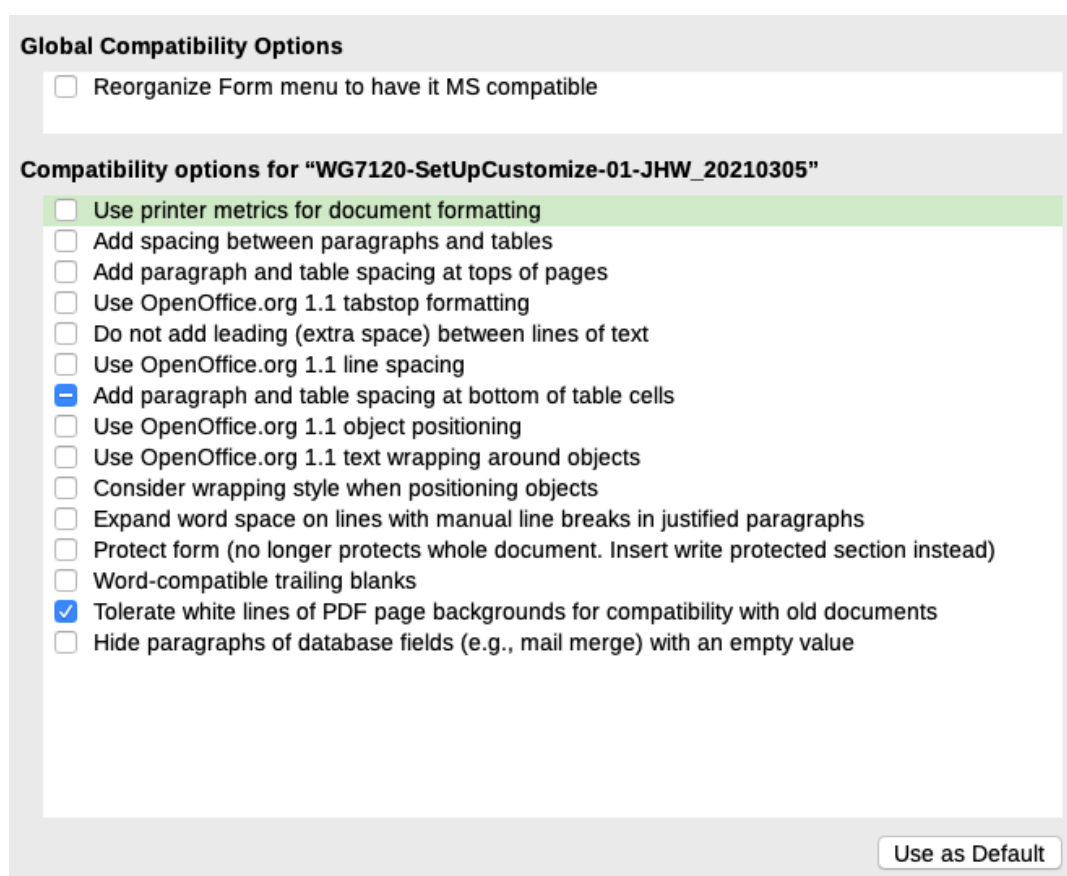 Global Compatibility Options
Reorganize Form menu to have it MS compatible
Compatibility options for “WG7120-SetUpCustomize-01-JHW_20210305”
Use printer metrics for document formatting
Add spacing between paragraphs and tables
Add paragraph and table spacing at tops of pages
Use OpenOffice.org 1.1 tabstop formatting
Do not add leading (extra space) between lines of text
Use OpenOffice.org 1.1 line spacing
Add paragraph and table spacing at bottom of table cells
Use OpenOffice.org 1.1 object positioning
Use OpenOffice.org 1.1 text wrapping around objects
Consider wrapping style when positioning objects
Expand word space on lines with manual line breaks in justified paragraphs
Protect form (no longer protects whole document. Insert write protected section instead)
Word-compatible trailing blanks
Tolerate white lines of PDF page backgrounds for compatibility with old documents
Hide paragraphs of database fields (e.g., mail merge) with an empty value
Use as Default